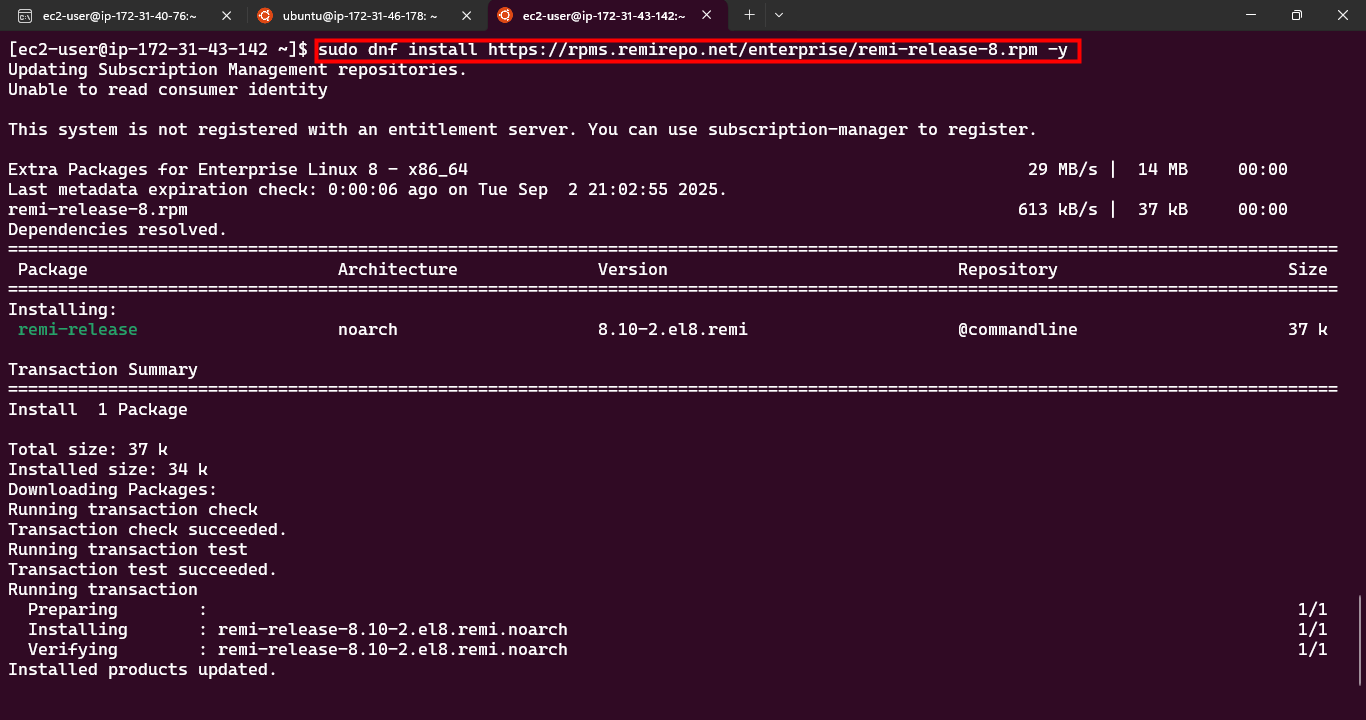 ec2-user@ip-172-31-40-76:~
ubuntu@ip-172-31-46-178: ~
ec2-user@ip-172-31-43-142:~
[ec2-user@ip-172-31-43-142 ~]$ sudo dnf install https://rpms.remirepo.net/enterprise/remi-release-8.rpm -y
Updating Subscription Management repositories.
Unable to read consumer identity
This system is not registered with an entitlement server. You can use subscription-manager to register.
Extra Packages for Enterprise Linux 8 - x86_64 29 MB/s | 14 MB 00:00
Last metadata expiration check: 0:00:06 ago on Tue Sep  2 21:02:55 2025.
remi-release-8.rpm 613 kB/s | 37 kB 00:00
Dependencies resolved.
Package Architecture Version Repository Size
Installing:
remi-release noarch 8.10-2.el8.remi @commandline 37 k
Transaction Summary
Install  1 Package
Total size: 37 k
Installed size: 34 k
Downloading Packages:
Running transaction check
Transaction check succeeded.
Running transaction test
Transaction test succeeded.
Running transaction
Preparing : 1/1
Installing : remi-release-8.10-2.el8.remi.noarch 1/1
Verifying : remi-release-8.10-2.el8.remi.noarch 1/1
Installed products updated.